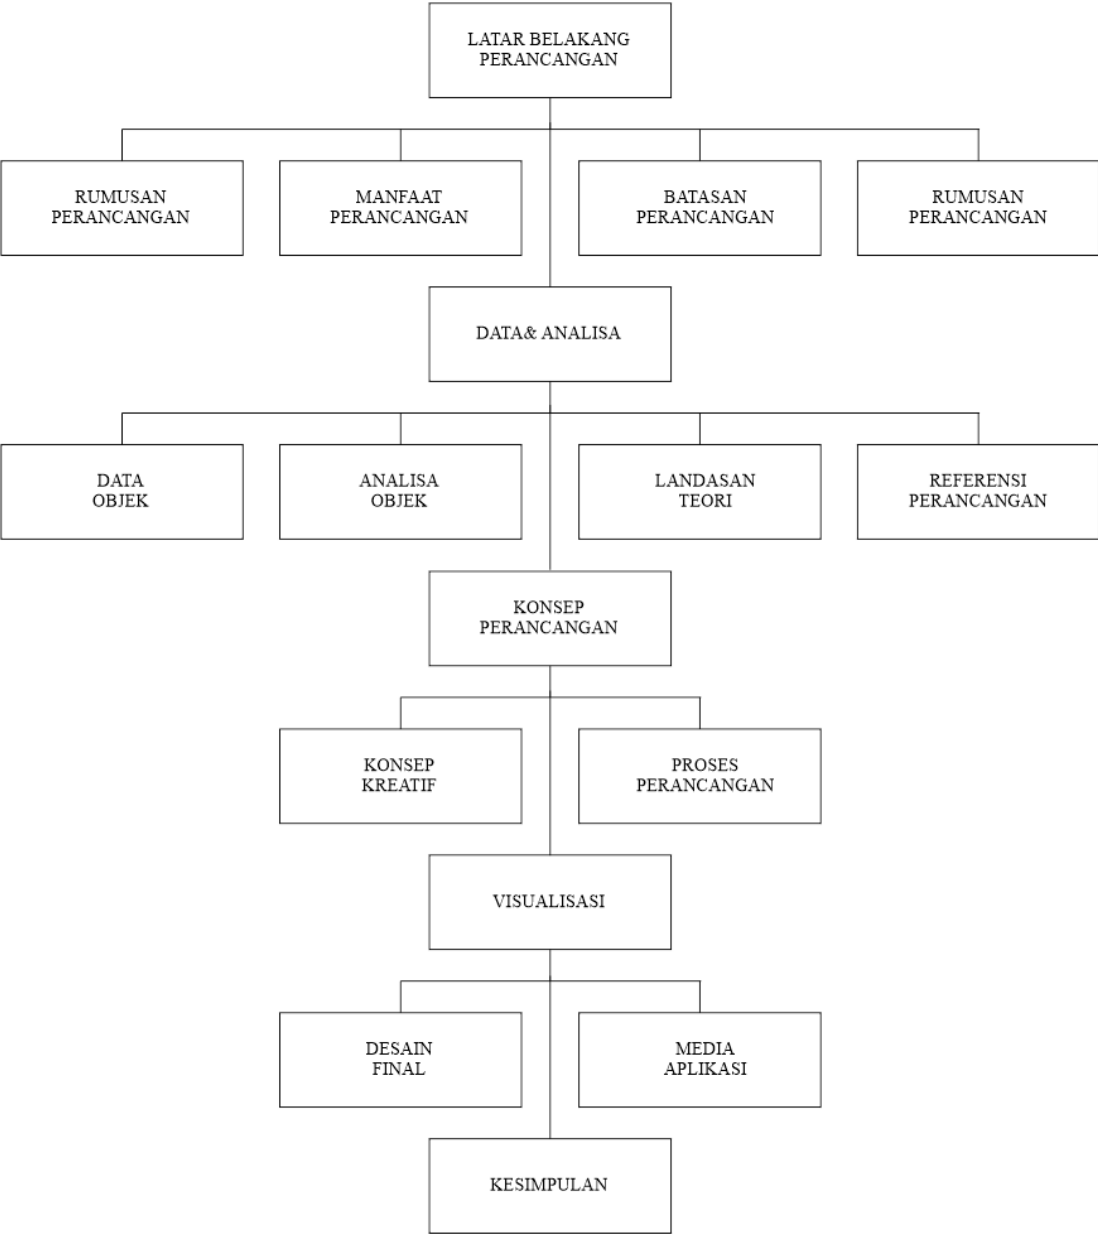 LATAR BELAKANG
PERANCANGAN
RUMUSAN
PERANCANGAN
MANFAAT
PERANCANGAN
BATASAN
PERANCANGAN
RUMUSAN
PERANCANGAN
DATA& ANALISA
DATA
OBJEK
ANALISA
OBJEK
LANDASAN
TEORI
REFERENSI
PERANCANGAN
KONSEP
PERANCANGAN
KONSEP
KREATIF
PROSES
PERANCANGAN
VISUALISASI
DESAIN
FINAL
MEDIA
APLIKASI
KESIMPULAN